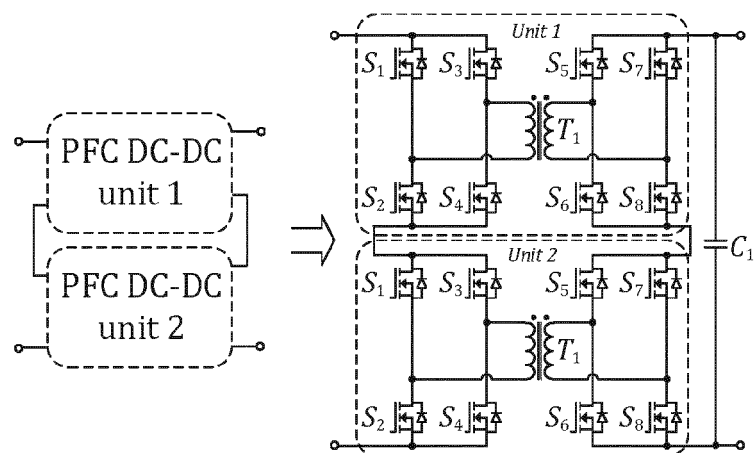 PFC DC-DC
unit 1
PFC DC-DC
unit 2
Unit 1
S1 S3 S5 S7
T1
S2 S4 S6 S8
Unit 2
S1 S3 S5 S7
T1
S2 S4 S6 S8
C1